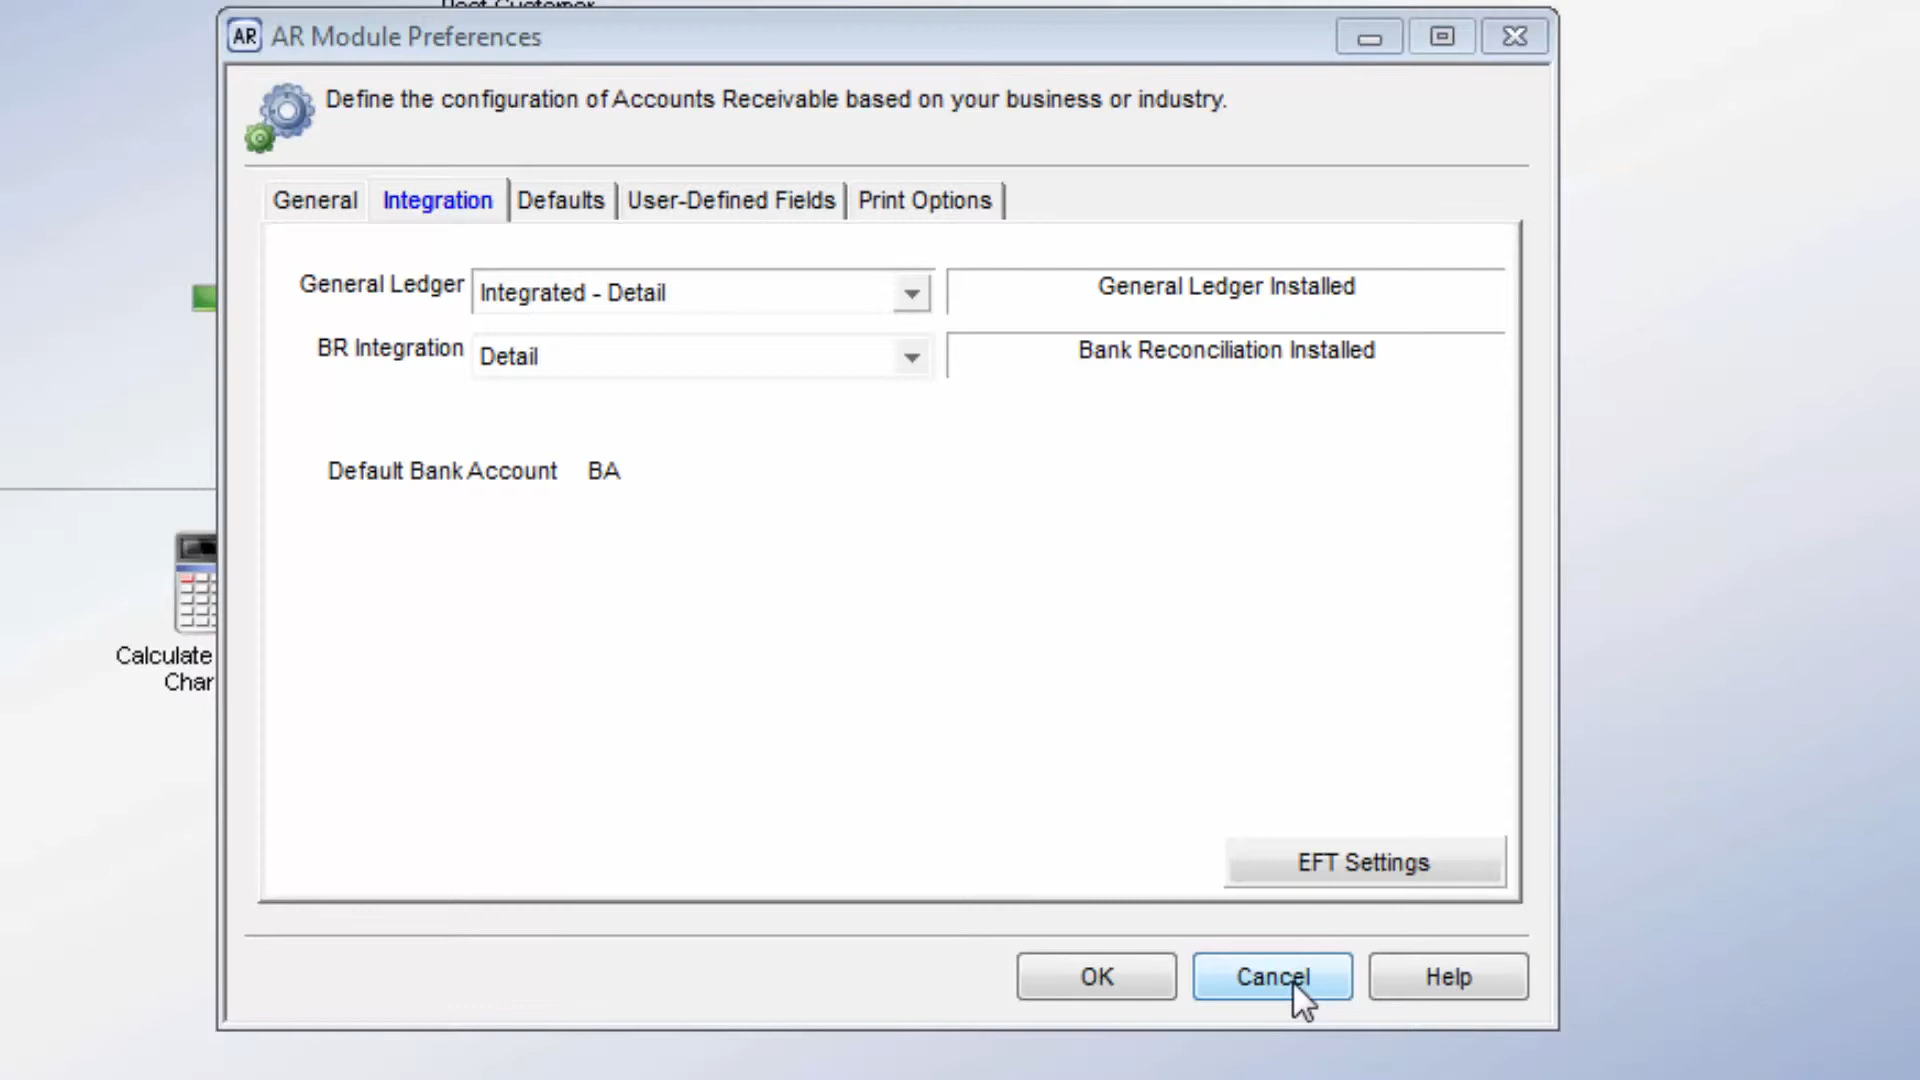 AR AR Module Preferences
Define the configuration of Accounts Receivable based on your business or industry.
General Integration Defaults User-Defined Fields Print Options
General Ledger Integrated - Detail General Ledger Installed
BR Integration Detail Bank Reconciliation Installed
Default Bank Account BA
Calculate
Char
EFT Settings
OK Cancel Help